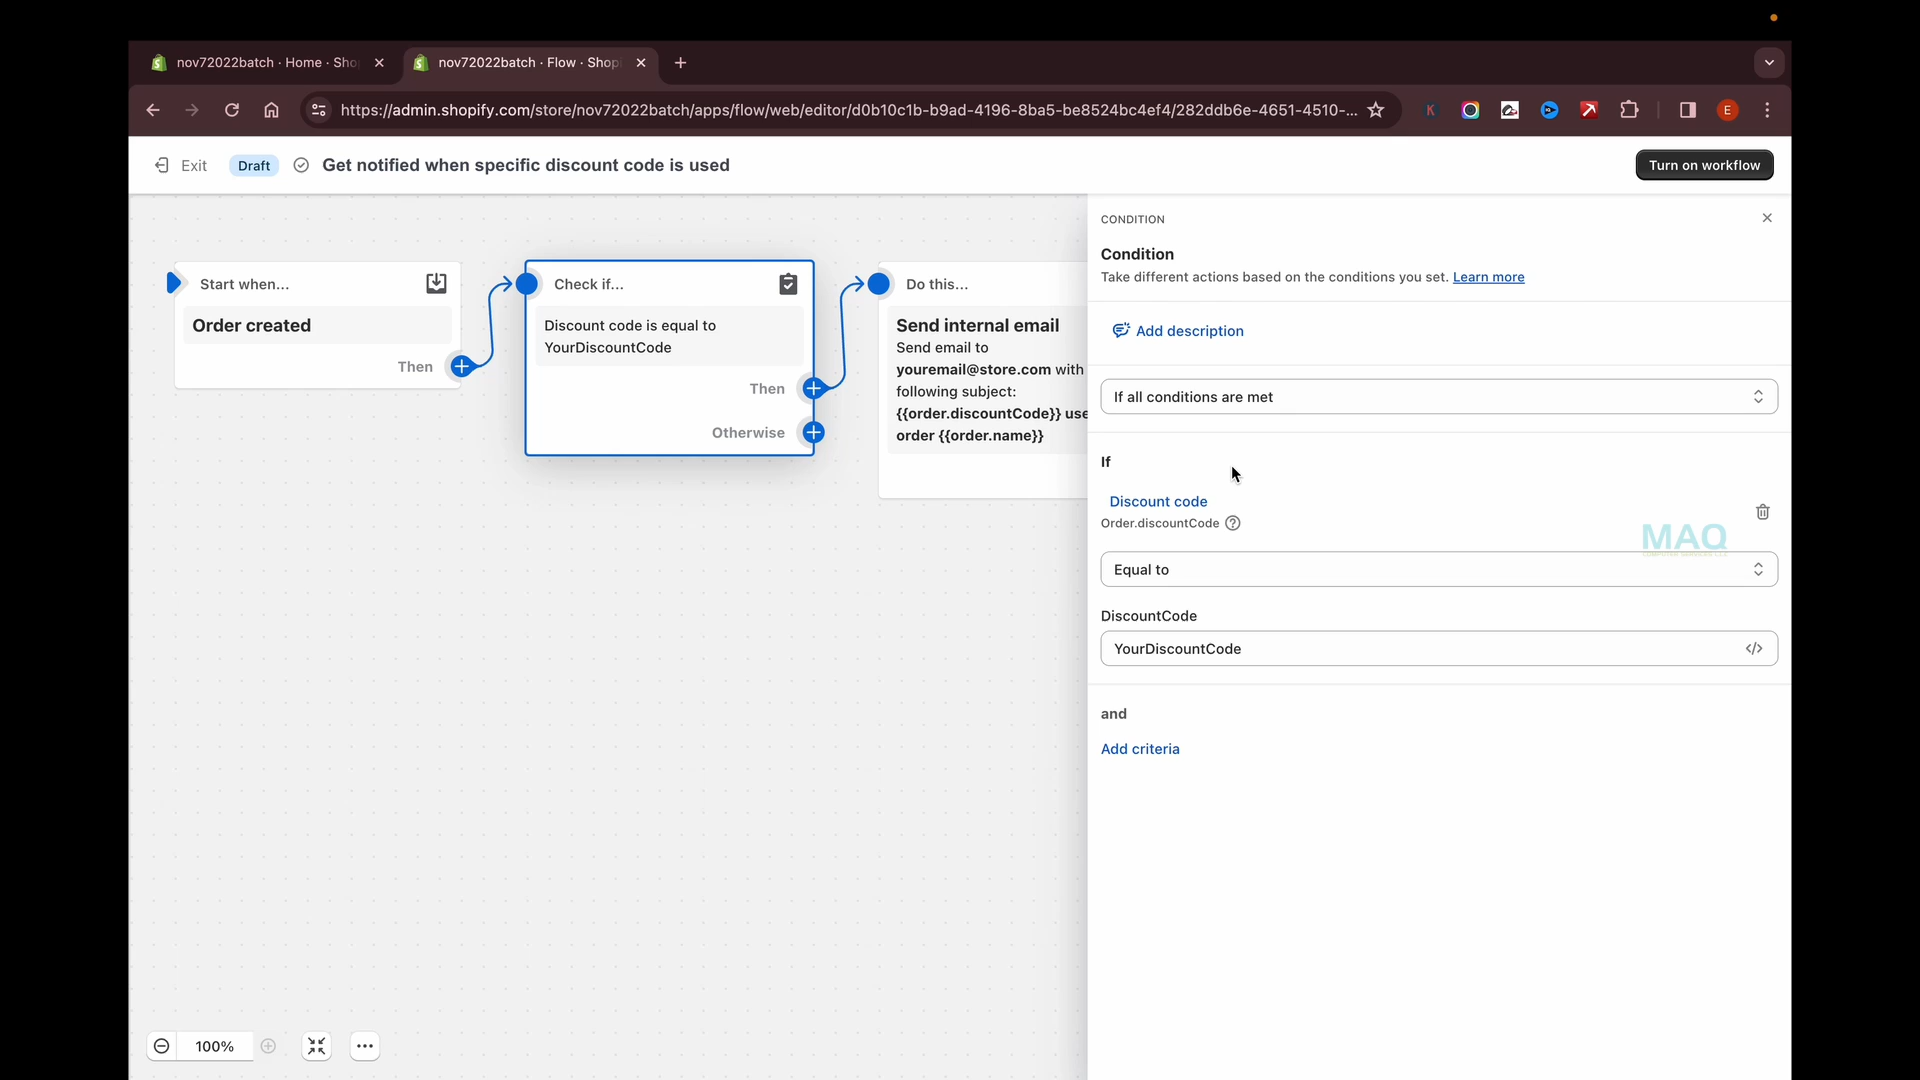 nov72022batch · Home · Sho
nov72022batch · Flow · Shop
https://admin.shopify.com/store/nov72022batch/apps/flow/web/editor/d0b10c1b-b9ad-4196-8ba5-be8524bc4ef4/282ddb6e-4651-4510-...
K
E
Exit
Draft
Get notified when specific discount code is used
Turn on workflow
Start when...
Order created
Then
Check if...
Discount code is equal to
YourDiscountCode
Then
Otherwise
Do this...
Send internal email
Send email to
youremail@store.com with
following subject:
{{order.discountCode}} use
order {{order.name}}
CONDITION
Condition
Take different actions based on the conditions you set. Learn more
Add description
If all conditions are met
If
Discount code
Order.discountCode
MAQ
COMPUTER SERVICES LLC
Equal to
DiscountCode
YourDiscountCode
and
Add criteria
100%